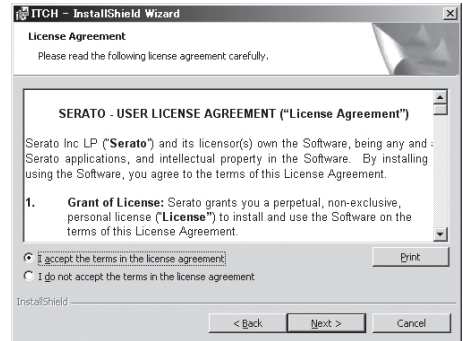 ITCH - InstallShield Wizard
License Agreement
Please read the following license agreement carefully.
SERATO - USER LICENSE AGREEMENT ("License Agreement")
Serato Inc LP ("Serato") and its licensor(s) own the Software, being any and
Serato applications, and intellectual property in the Software. By installing
using the Software, you agree to the terms of this License Agreement.
1. Grant of License: Serato grants you a perpetual, non-exclusive,
personal license ("License") to install and use the Software on the
terms of this License Agreement.
I accept the terms in the license agreement
Print
I do not accept the terms in the license agreement
InstallShield
< Back Next > Cancel